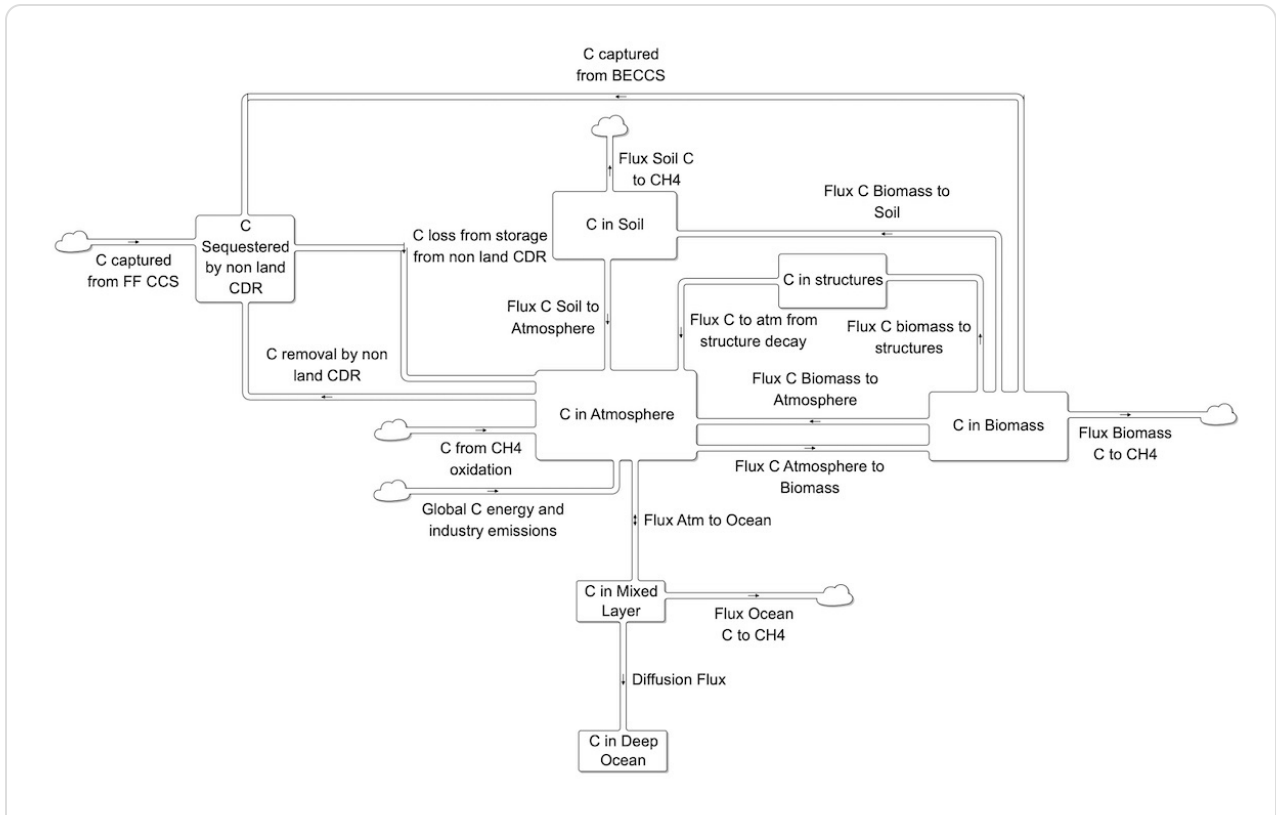 C captured
from BECCS
Flux Soil C
to CH4
Flux C Biomass to
Soil
C in Soil
C
Sequestered
by non land
CDR
C captured
from FF CCS
C loss from storage
from non land CDR
C in structures
Flux C Soil to
Atmosphere
Flux C to atm from
structure decay
Flux C biomass to
structures
C removal by non
land CDR
Flux C Biomass to
Atmosphere
C in Atmosphere
C in Biomass
Flux Biomass
C to CH4
C from CH4
oxidation
Flux C Atmosphere to
Biomass
Global C energy and
industry emissions
Flux Atm to Ocean
C in Mixed
Layer
Flux Ocean
C to CH4
Diffusion Flux
C in Deep
Ocean